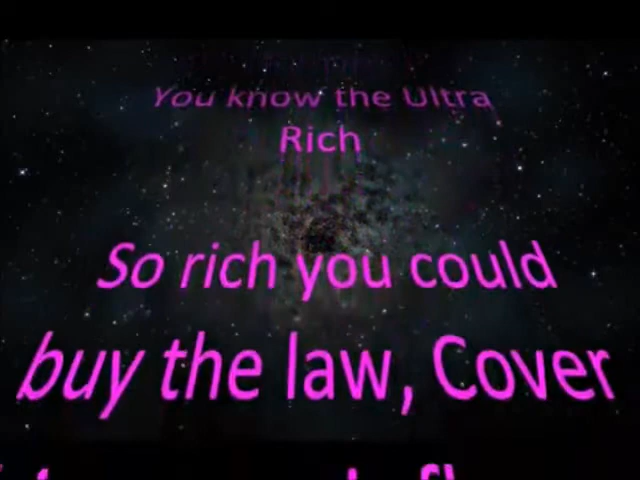 You know the Ultra
Rich
So rich you could
buy the law, Cover